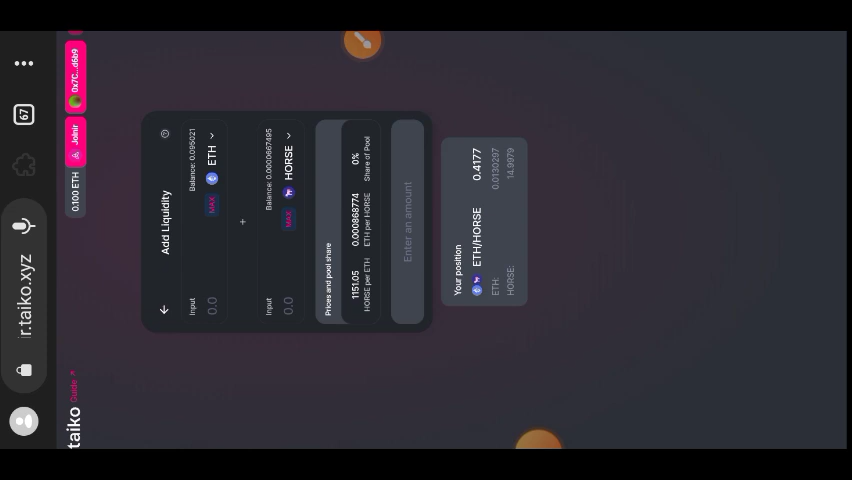 67
r.taiko.xyz
taiko
Guide ↗
0.100 ETH
Jolnir
0x7C...d6b9
Add Liquidity
Input
Balance: 0.095021
0.0
MAX
ETH
+
Input
Balance: 0.0000667495
0.0
MAX
HORSE
Prices and pool share
1151.05
0.000868774
0%
HORSE per ETH
ETH per HORSE
Share of Pool
Enter an amount
Your position
ETH/HORSE
0.4177
ETH:
0.0130297
HORSE:
14.9979